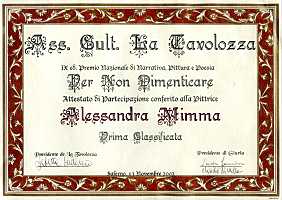 Ass. Cult. La Tavolozza
IX ed. Premio Nazionale di Narrativa, Pittura e Poesia
Per Non Dimenticare
Attestato di Partecipazione conferito alla Pittrice
Alessandra Mimma
Prima Classificata
Presidente de La Tavolozza
Presidente di Giuria
Salerno, 13 Novembre 2002